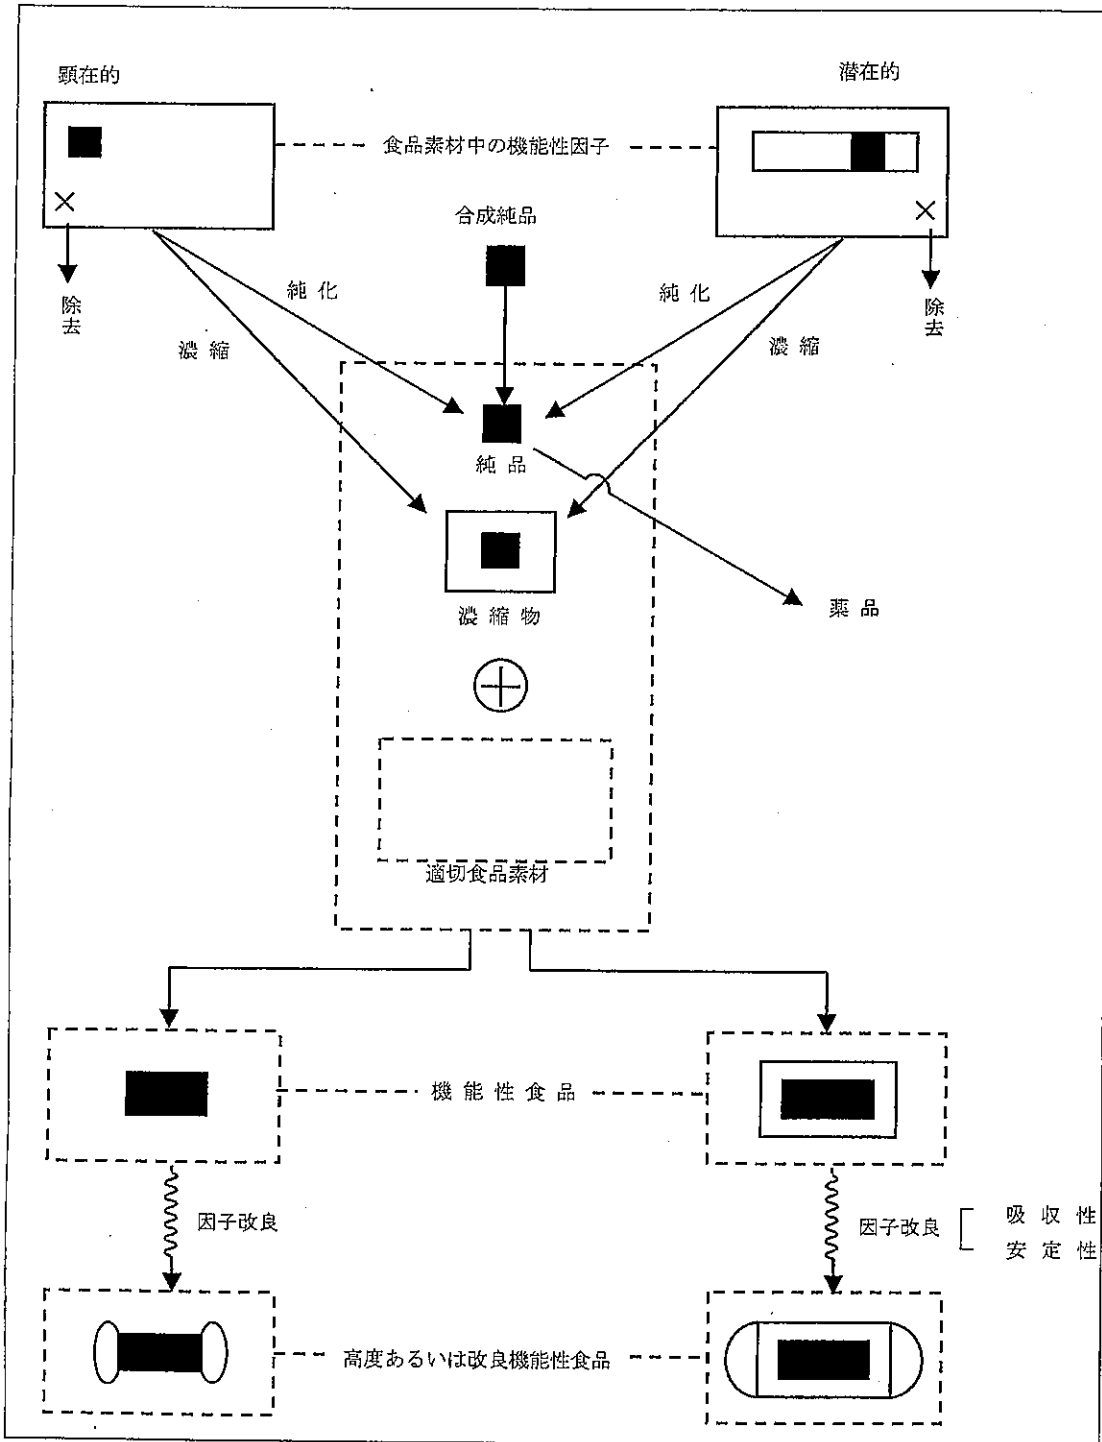 顕在的
潜在的
食品素材中の機能性因子
合成純品
純化
純化
除去
除去
濃縮
濃縮
純品
濃縮物
薬品
適切食品素材
機能性食品
因子改良
因子改良
吸収性
安定性
高度あるいは改良機能性食品